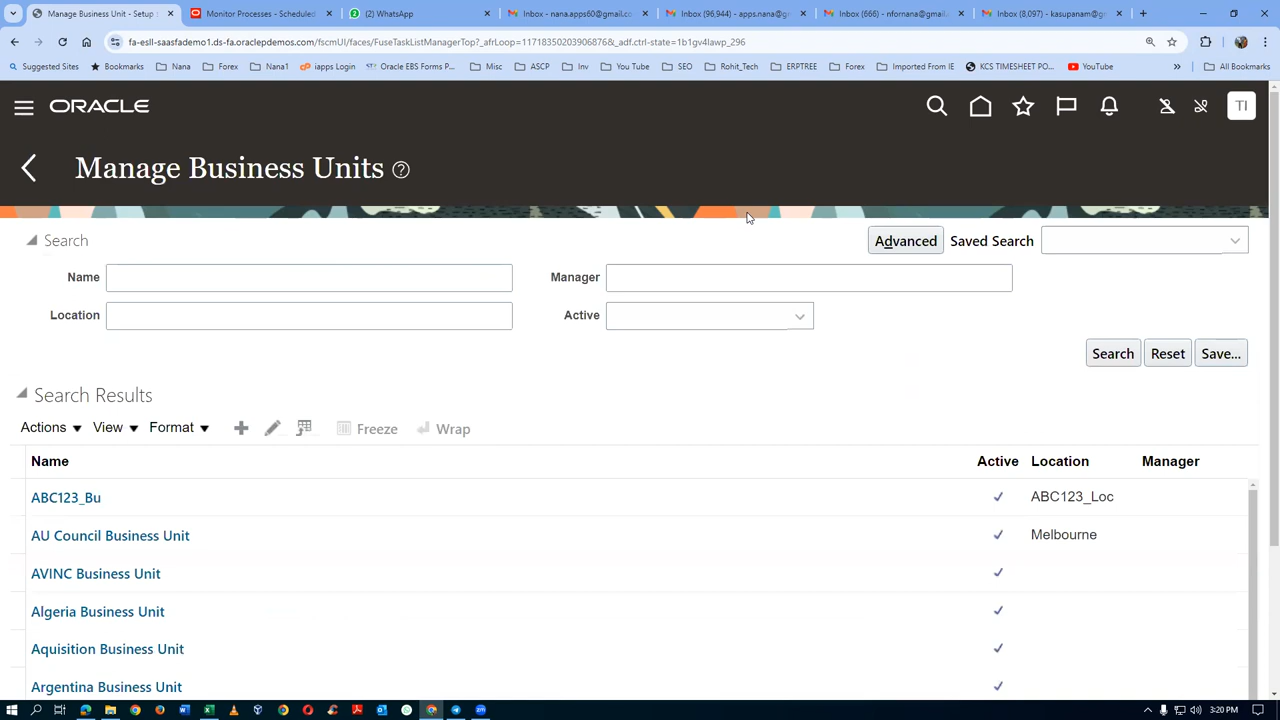 Manage Business Unit - Setup
Monitor Processes - Scheduled
(2) WhatsApp
Inbox - nana.apps60@gmail.co
Inbox (96,944) - apps.nana@gm
Inbox (666) - nfornana@gmail.
Inbox (8,097) - kasupanam@gm
fa-esll-saasfademo1.ds-fa.oraclepdemos.com/fscmUI/faces/FuseTaskListManagerTop?_afrLoop=11718350203906876&_adf.ctrl-state=1b1gv4lawp_296
Suggested Sites
Bookmarks
Nana
Forex
Nana1
iapps Login
Oracle EBS Forms P...
Misc
ASCP
Inv
You Tube
SEO
Rohit_Tech
ERPTREE
Forex
Imported From IE
KCS TIMESHEET PO...
YouTube
All Bookmarks
ORACLE
TI
Manage Business Units
Search
Advanced
Saved Search
Name
Manager
Location
Active
Search
Reset
Save...
Search Results
Actions
View
Format
Freeze
Wrap
Name
Active
Location
Manager
ABC123_Bu
ABC123_Loc
AU Council Business Unit
Melbourne
AVINC Business Unit
Algeria Business Unit
Aquisition Business Unit
Argentina Business Unit
3:20 PM